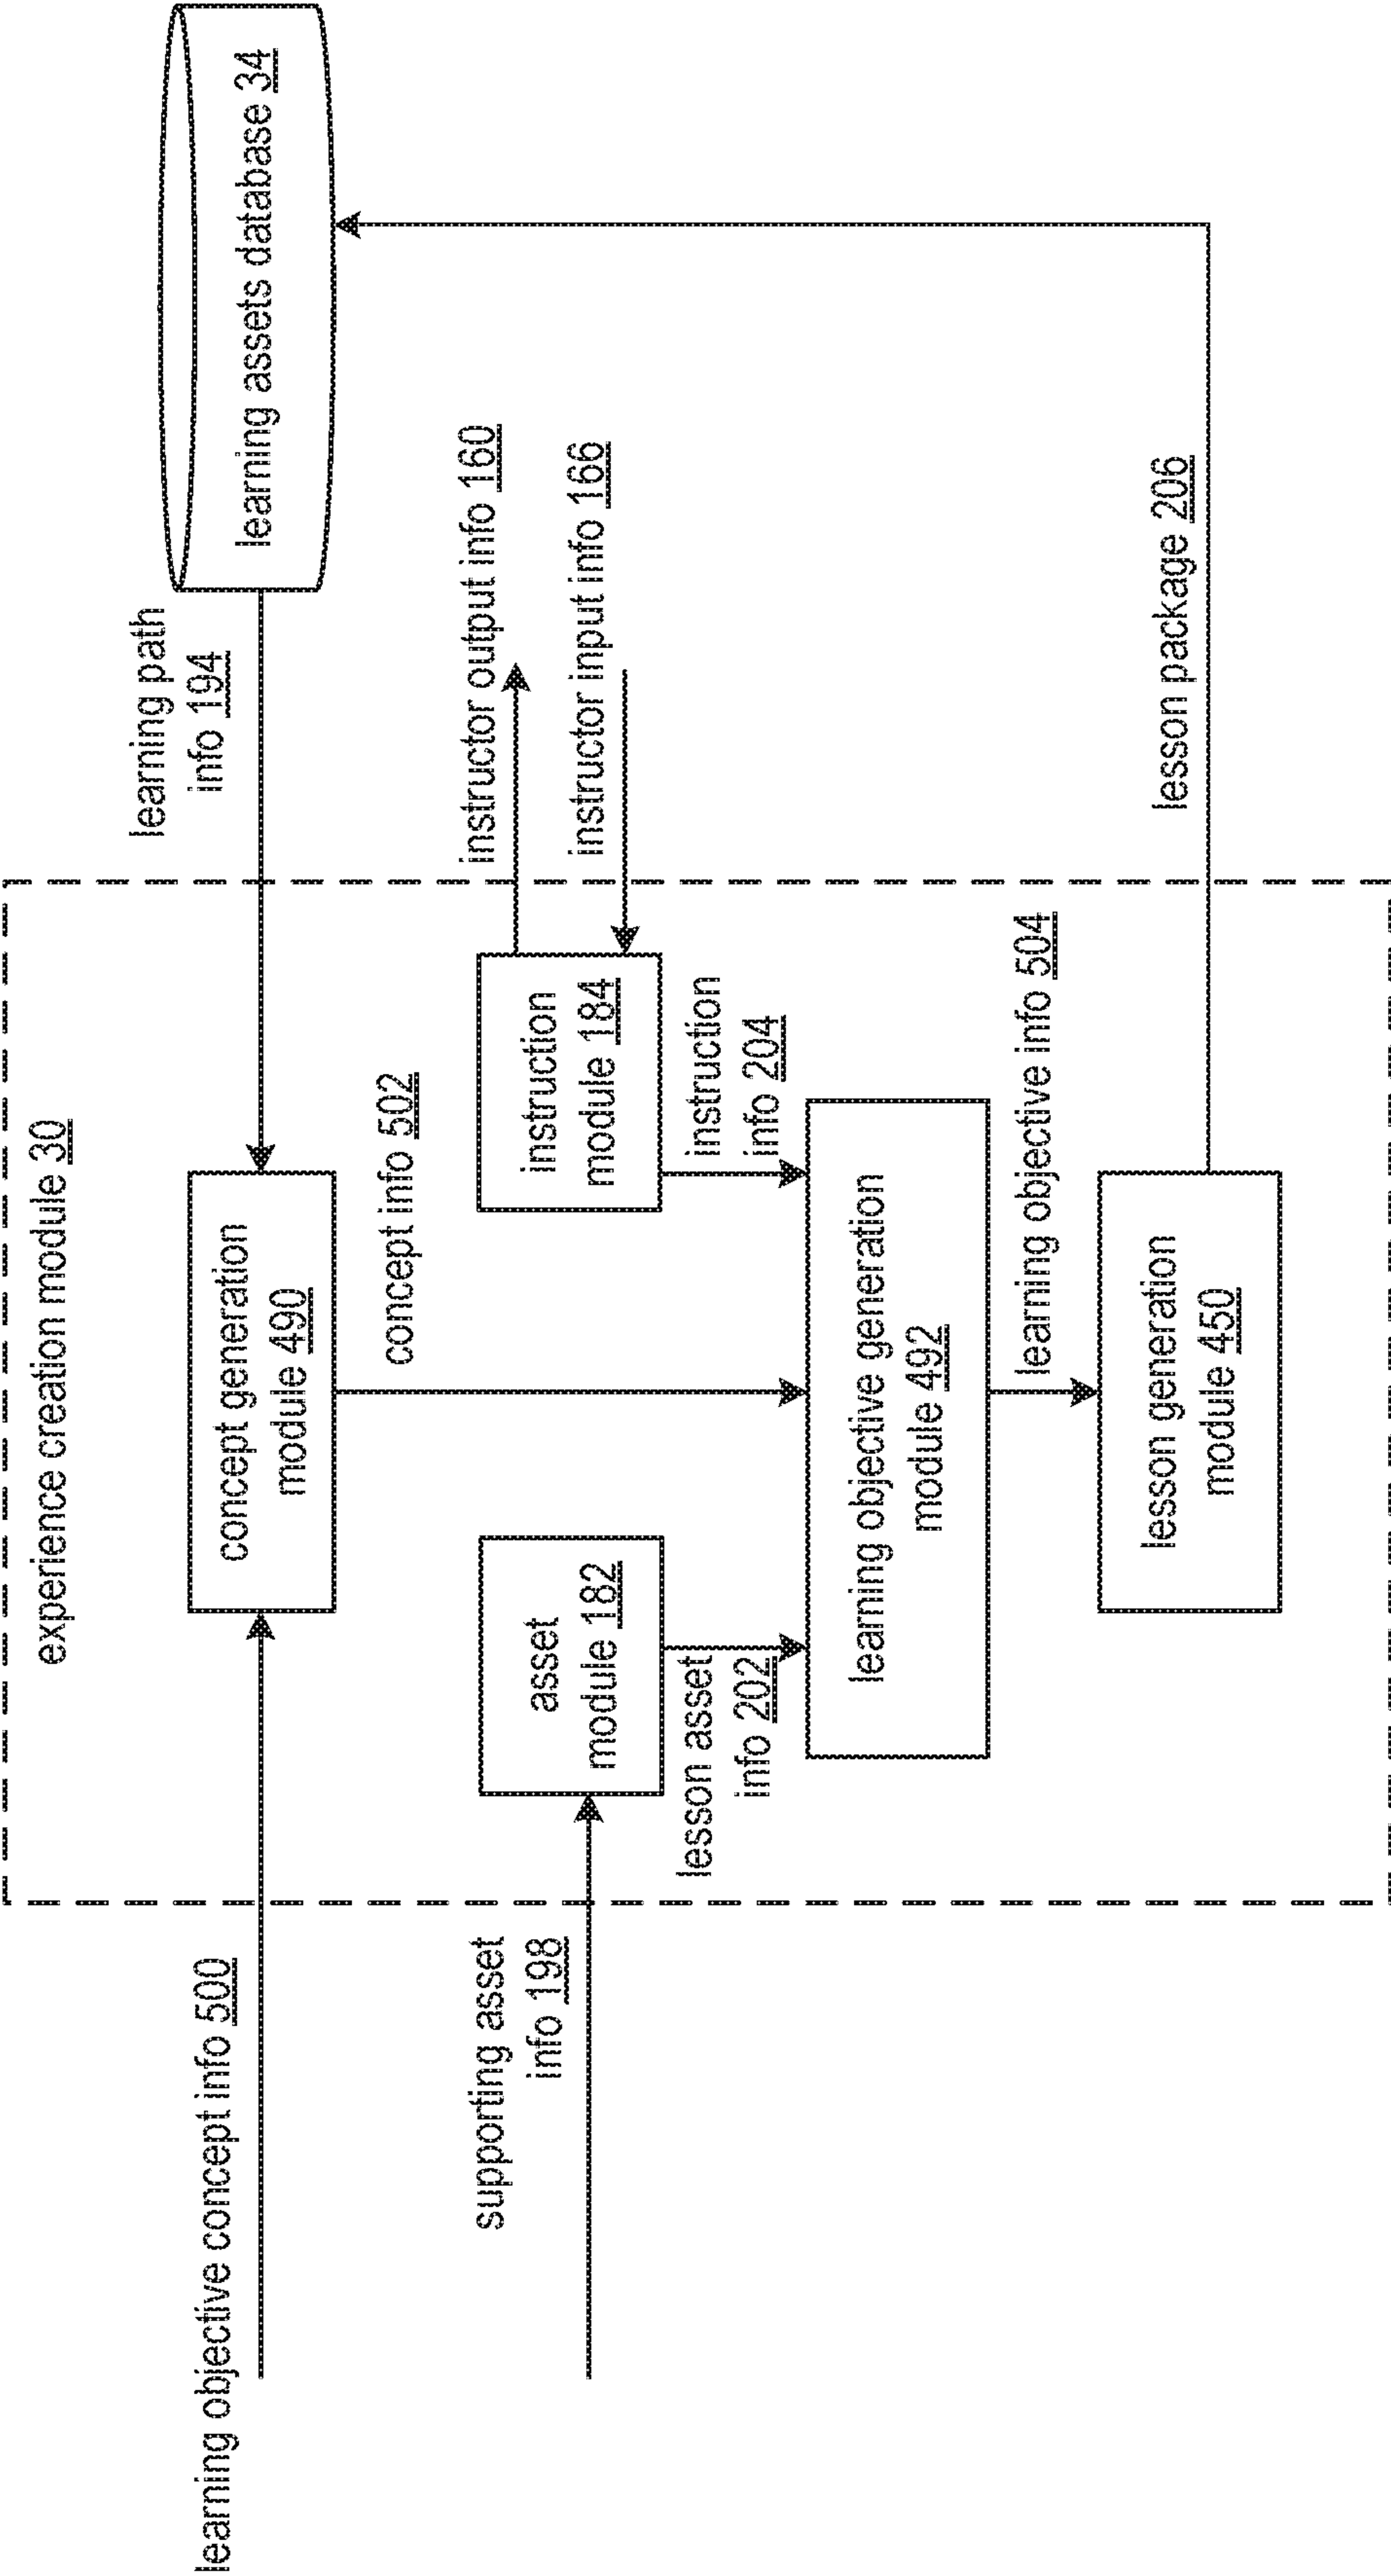 experience creation module 30
learning objective concept info 500
concept generation
module 490
learning path
info 194
learning assets database 34
concept info 502
supporting asset
info 198
asset
module 182
instruction
module 184
instructor output info 160
instructor input info 166
lesson asset
info 202
instruction
info 204
learning objective generation
module 492
learning objective info 504
lesson generation
module 450
lesson package 206